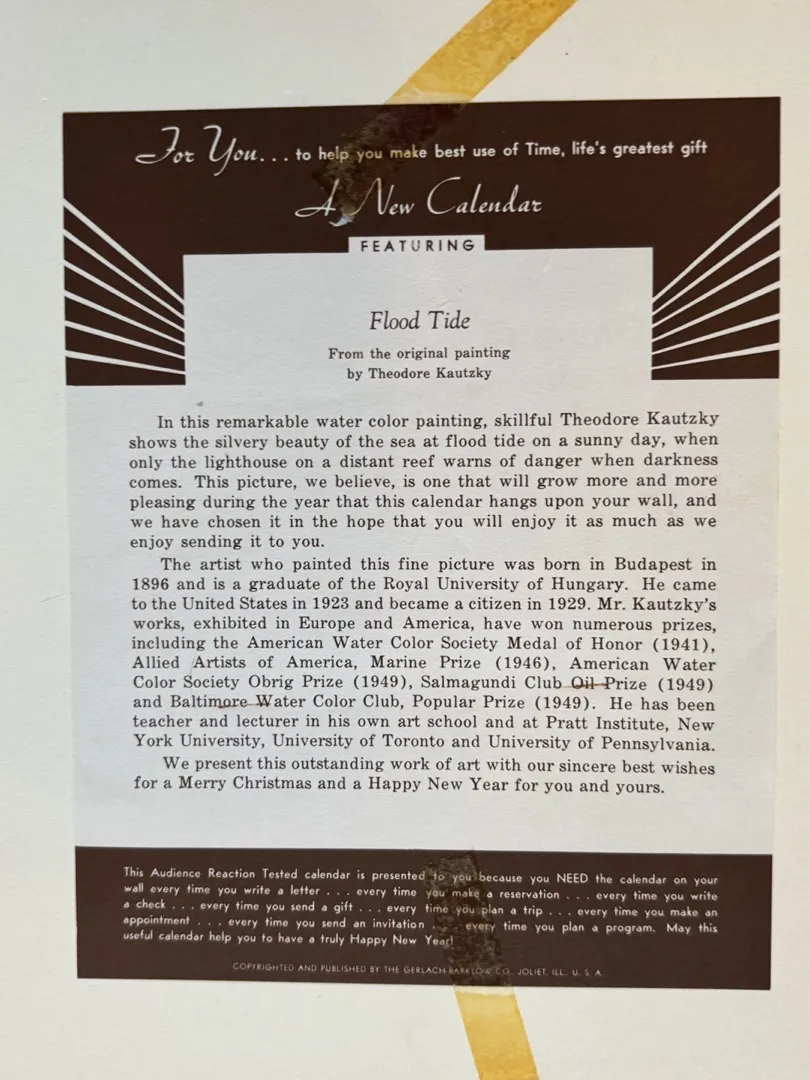 For You... to help you make best use of Time, life's greatest gift
A New Calendar
FEATURING
Flood Tide
From the original painting
by Theodore Kautzky
In this remarkable water color painting, skillful Theodore Kautzky
shows the silvery beauty of the sea at flood tide on a sunny day, when
only the lighthouse on a distant reef warns of danger when darkness
comes. This picture, we believe, is one that will grow more and more
pleasing during the year that this calendar hangs upon your wall, and
we have chosen it in the hope that you will enjoy it as much as we
enjoy sending it to you.
The artist who painted this fine picture was born in Budapest in
1896 and is a graduate of the Royal University of Hungary. He came
to the United States in 1923 and became a citizen in 1929. Mr. Kautzky's
works, exhibited in Europe and America, have won numerous prizes,
including the American Water Color Society Medal of Honor (1941),
Allied Artists of America, Marine Prize (1946), American Water
Color Society Obrig Prize (1949), Salmagundi Club Oil Prize (1949)
and Baltimore Water Color Club, Popular Prize (1949). He has been
teacher and lecturer in his own art school and at Pratt Institute, New
York University, University of Toronto and University of Pennsylvania.
We present this outstanding work of art with our sincere best wishes
for a Merry Christmas and a Happy New Year for you and yours.
This Audience Reaction Tested calendar is presented to you because you NEED the calendar on your
wall every time you write a letter . . . every time you make a reservation . . . every time you write
a check . . . every time you send a gift . . . every time you plan a trip . . . every time you make an
appointment . . . every time you send an invitation . . . every time you plan a program. May this
useful calendar help you to have a truly Happy New Year!
COPYRIGHTED AND PUBLISHED BY THE GERLACH BARKLOW CO., JOLIET, ILL., U. S. A.